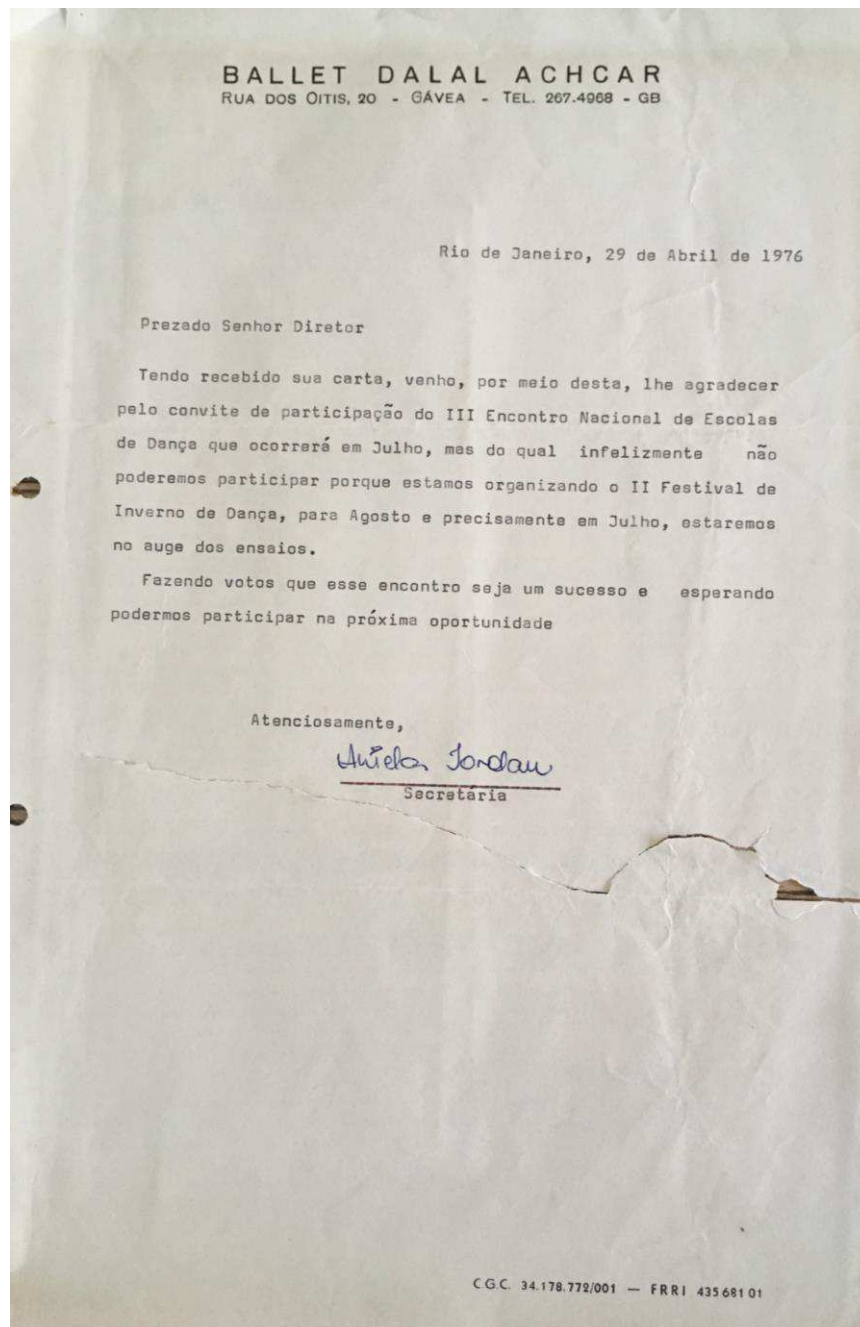 BALLET DALAL ACHCAR
RUA DOS OITIS, 20 - GÁVEA - TEL. 267.4968 - GB
Rio de Janeiro, 29 de Abril de 1976
Prezado Senhor Diretor
Tendo recebido sua carta, venho, por meio desta, lhe agradecer
pelo convite de participação do III Encontro Nacional de Escolas
de Dança que ocorrerá em Julho, mas do qual infelizmente não
poderemos participar porque estamos organizando o II Festival de
Inverno de Dança, para Agosto e precisamente em Julho, estaremos
no auge dos ensaios.
Fazendo votos que esse encontro seja um sucesso e esperando
podermos participar na próxima oportunidade
Atenciosamente,
Aniela Jordan
Secretária
C.G.C. 34.178.772/001 — FRRI 435 681 01